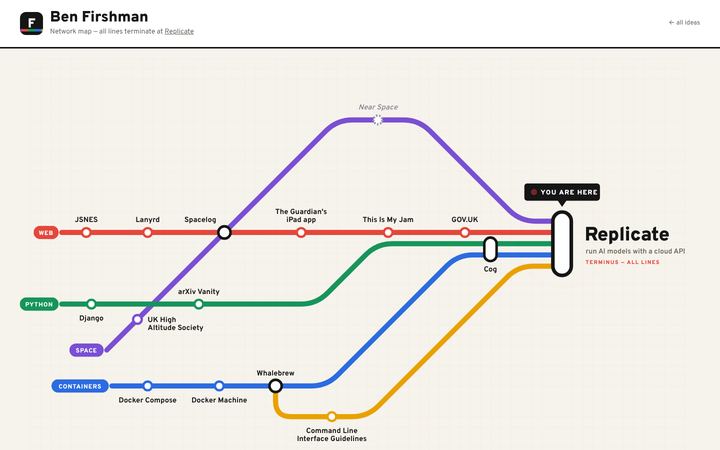 F
Ben Firshman
Network map — all lines terminate at Replicate
← all ideas
Near Space
YOU ARE HERE
JSNES
Lanyrd
Spacelog
The Guardian's
iPad app
This Is My Jam
GOV.UK
WEB
Replicate
run AI models with a cloud API
TERMINUS — ALL LINES
Cog
arXiv Vanity
PYTHON
Django
UK High
Altitude Society
SPACE
Whalebrew
CONTAINERS
Docker Compose
Docker Machine
Command Line
Interface Guidelines